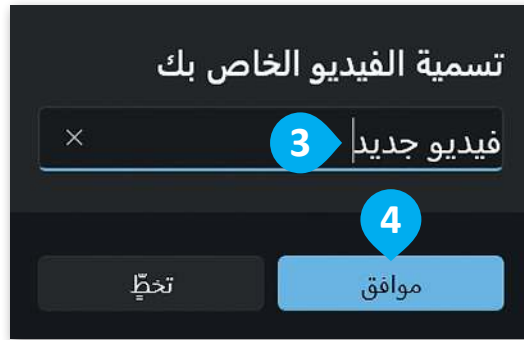 تسمية الفيديو الخاص بك
فيديو جديد
3
4
موافق
تخطٍّ